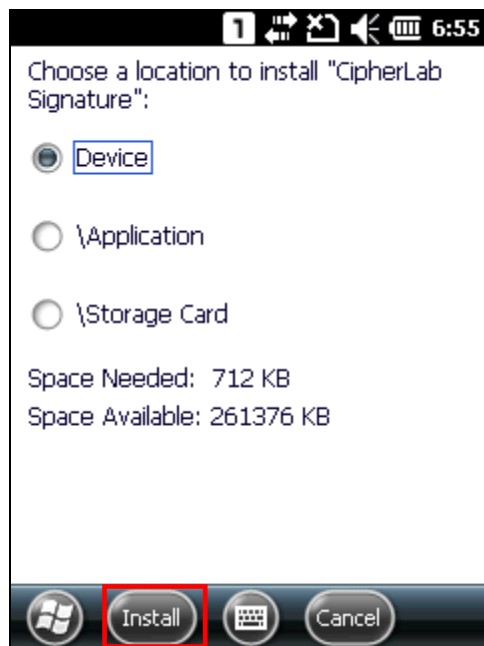 1 6:55
Choose a location to install "CipherLab
Signature":
Device
\Application
\Storage Card
Space Needed: 712 KB
Space Available: 261376 KB
Install Cancel